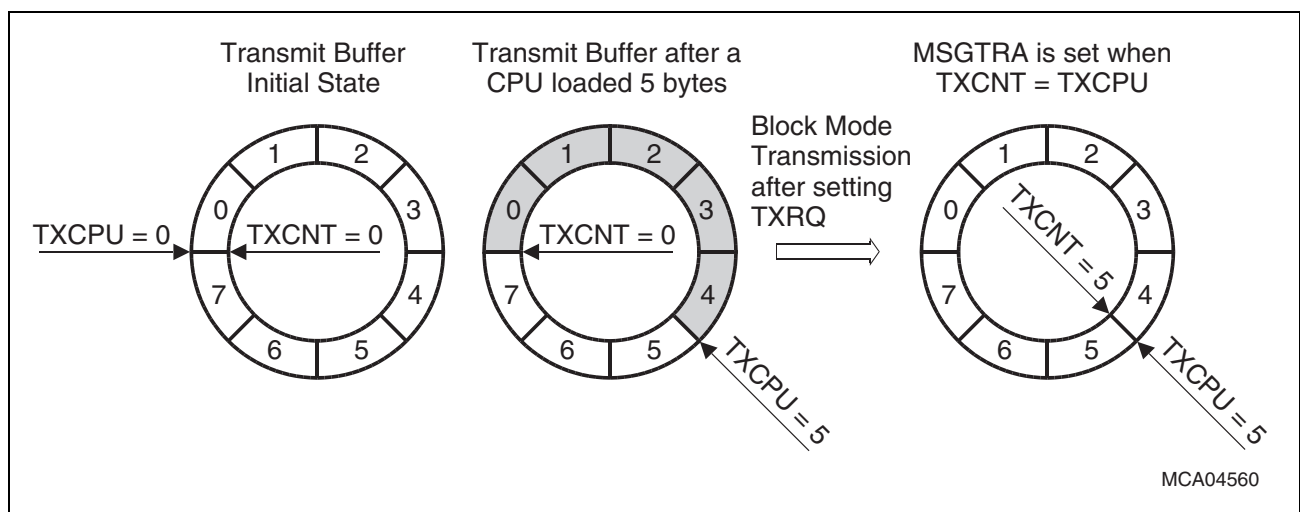 Transmit Buffer
Initial State
TXCPU = 0
TXCNT = 0
0
1
2
3
4
5
6
7
Transmit Buffer after a
CPU loaded 5 bytes
TXCNT = 0
0
1
2
3
4
5
6
7
TXCPU = 5
Block Mode
Transmission
after setting
TXRQ
MSGTRA is set when
TXCNT = TXCPU
0
1
2
3
4
5
6
7
TXCNT = 5
TXCPU = 5
MCA04560